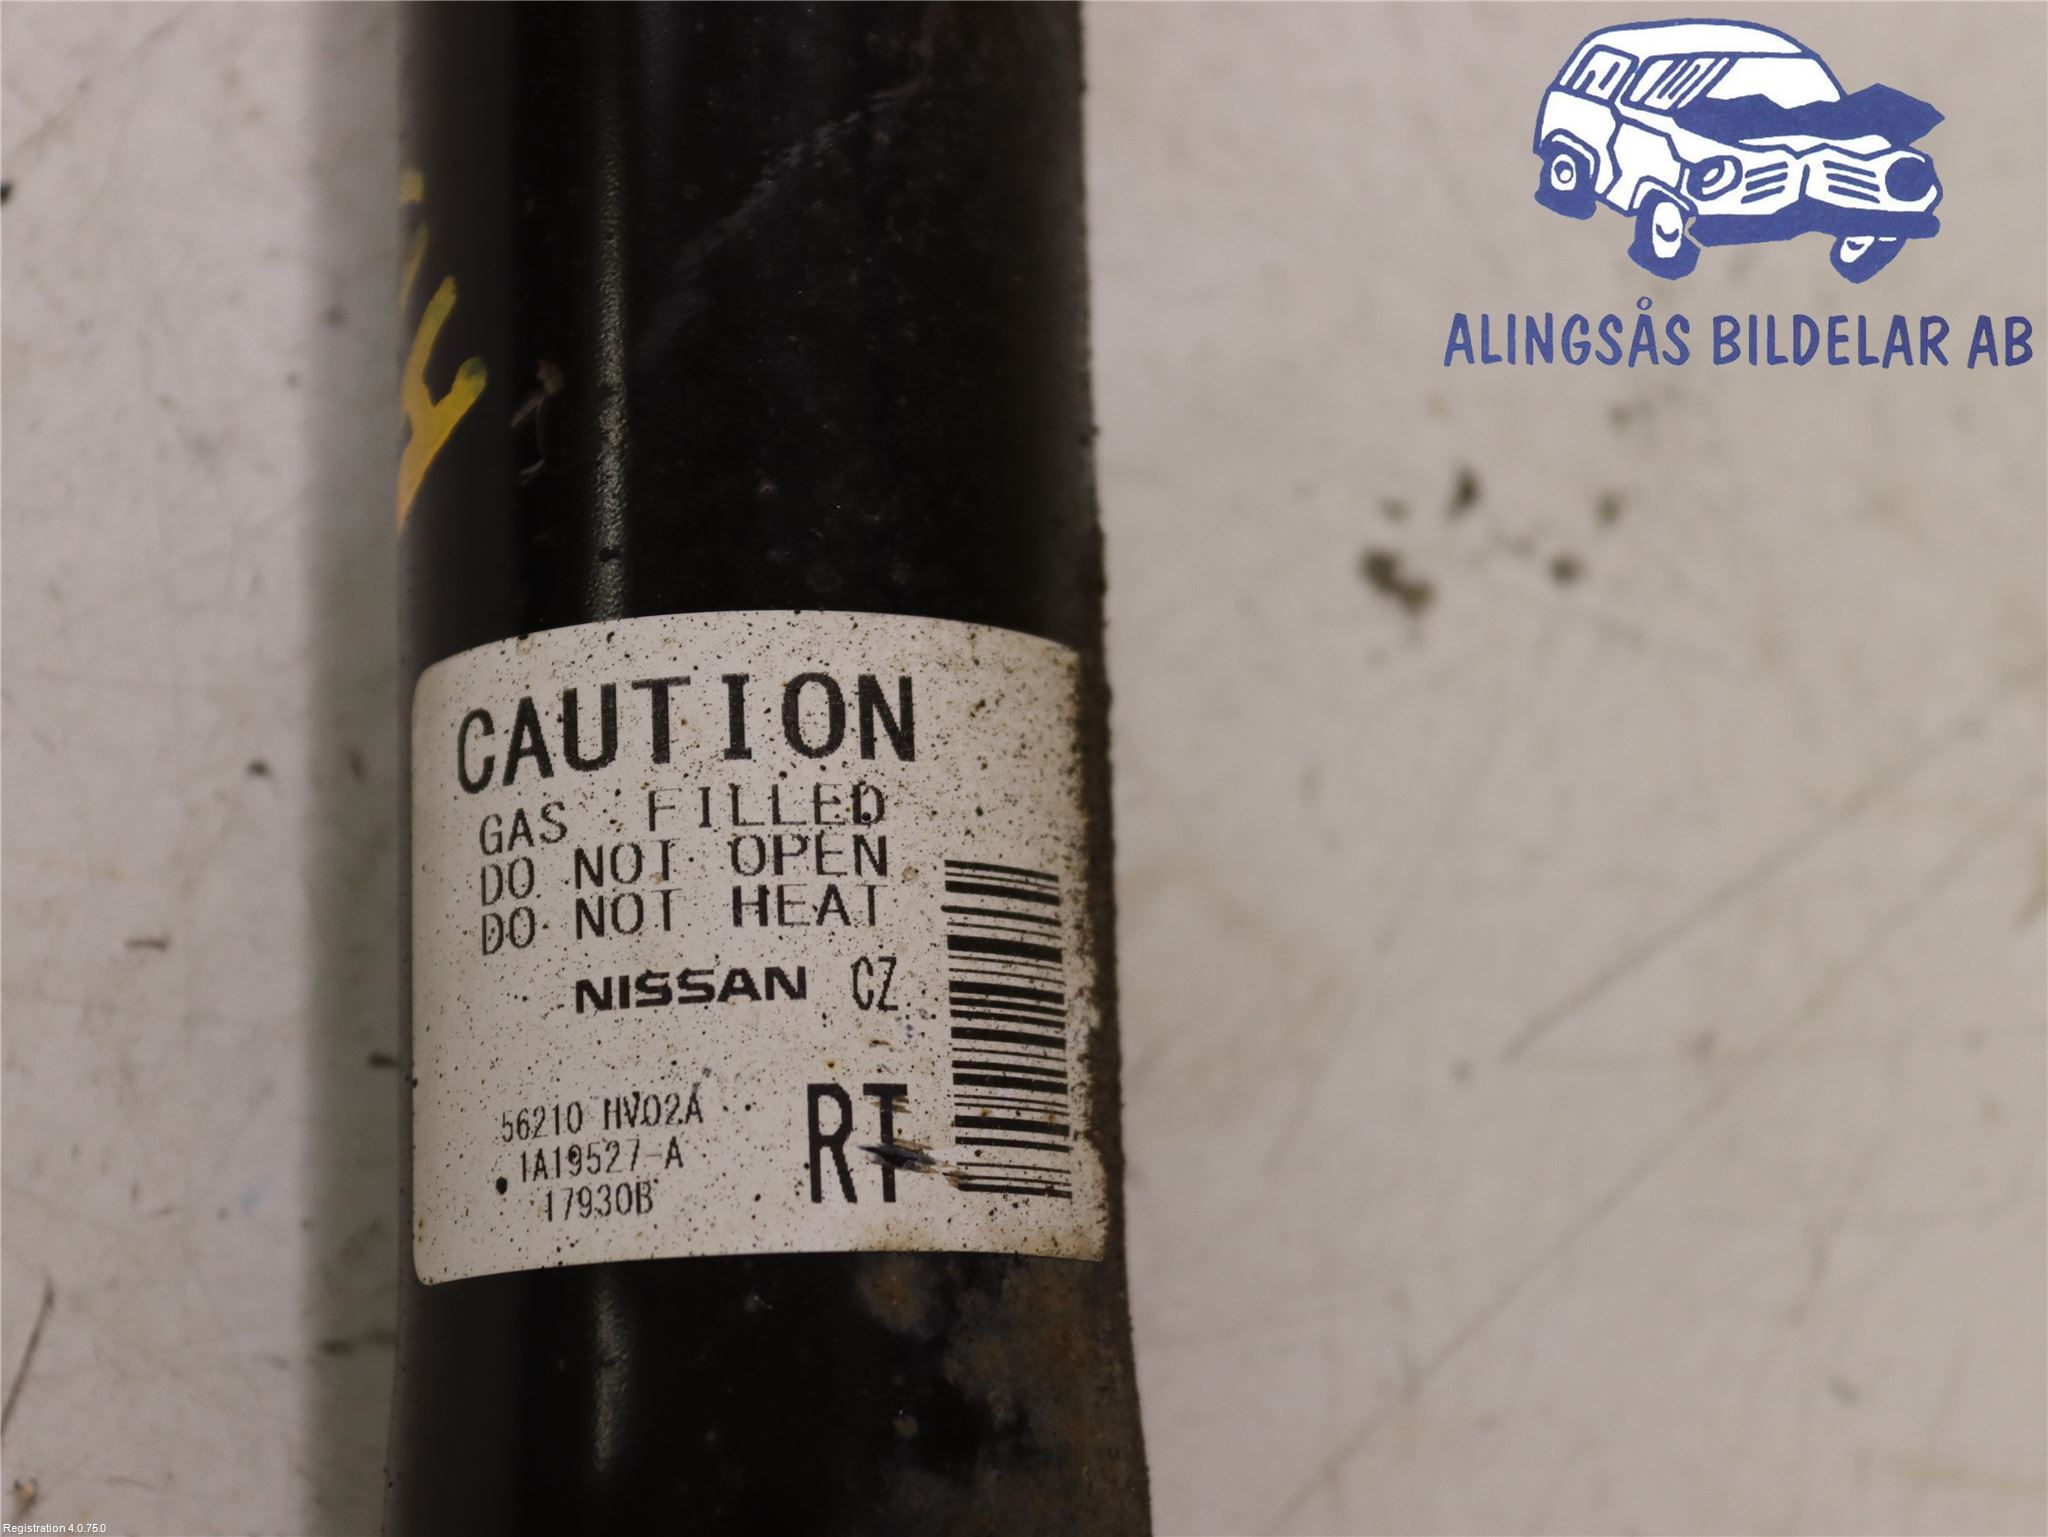 ALINGSÅS BILDELAR AB
CAUTION
GAS FILLED
DO NOT OPEN
DO NOT HEAT
NISSAN CZ
56210 HV02A
RT
1A19527-A
17930B
Registration 4.0.75.0